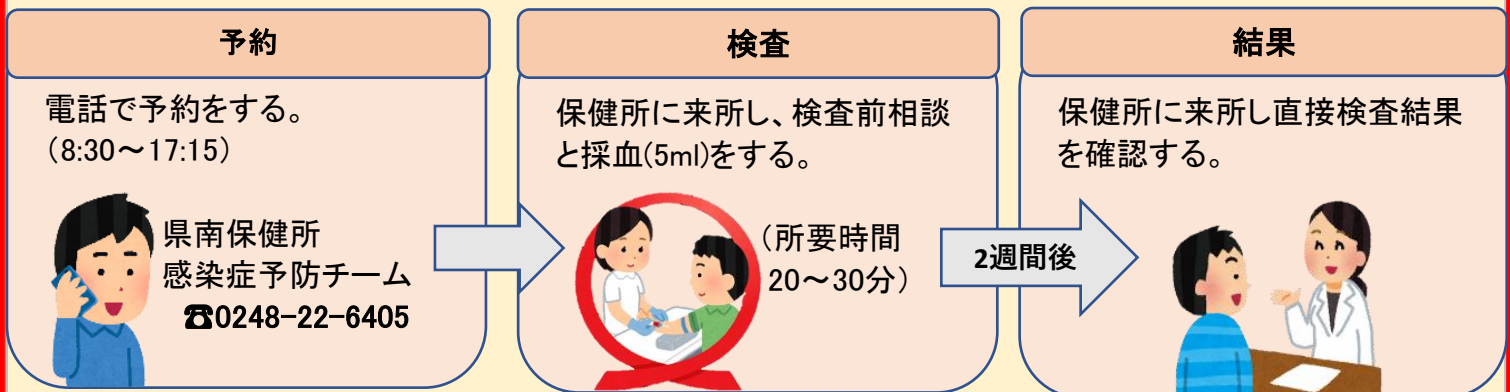 予約
電話で予約をする。
(8:30～17:15)
県南保健所
感染症予防チーム
☎0248-22-6405
検査
保健所に来所し、検査前相談
と採血(5ml)をする。
(所要時間
20～30分)
2週間後
結果
保健所に来所し直接検査結果
を確認する。